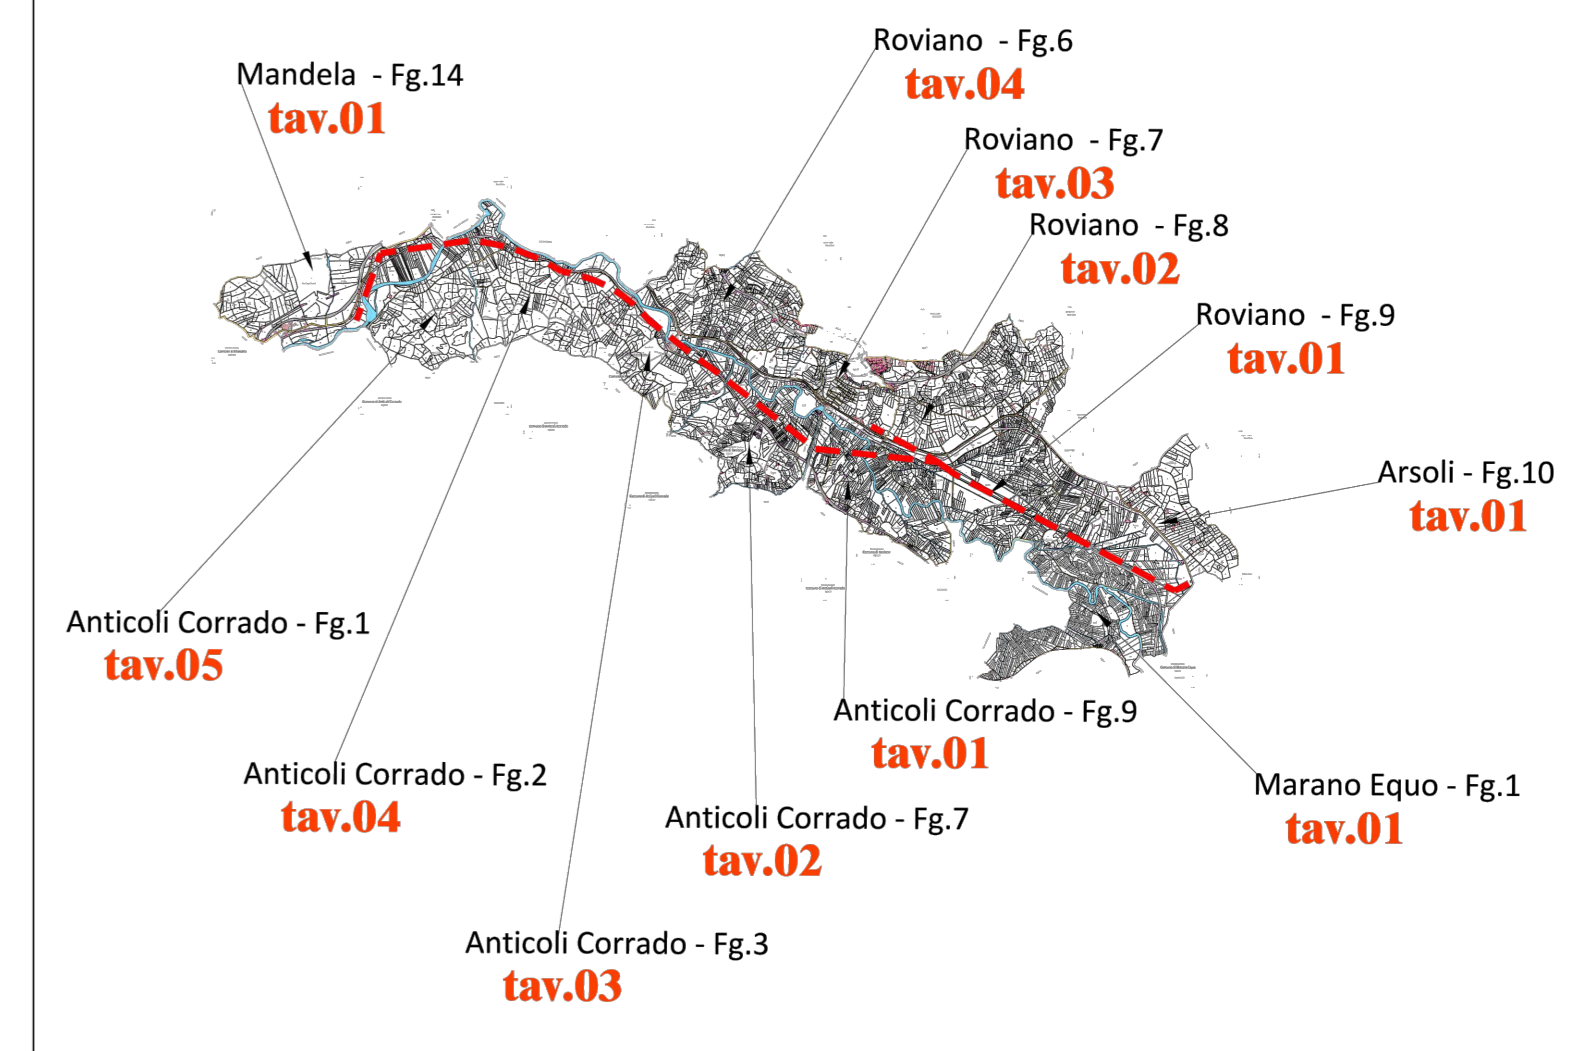 Roviano - Fg.6
tav.04
Mandela - Fg.14
tav.01
Roviano - Fg.7
tav.03
Roviano - Fg.8
tav.02
Roviano - Fg.9
tav.01
Arsoli - Fg.10
tav.01
Anticoli Corrado - Fg.1
tav.05
Anticoli Corrado - Fg.9
tav.01
Anticoli Corrado - Fg.2
tav.04
Marano Equo - Fg.1
tav.01
Anticoli Corrado - Fg.7
tav.02
Anticoli Corrado - Fg.3
tav.03